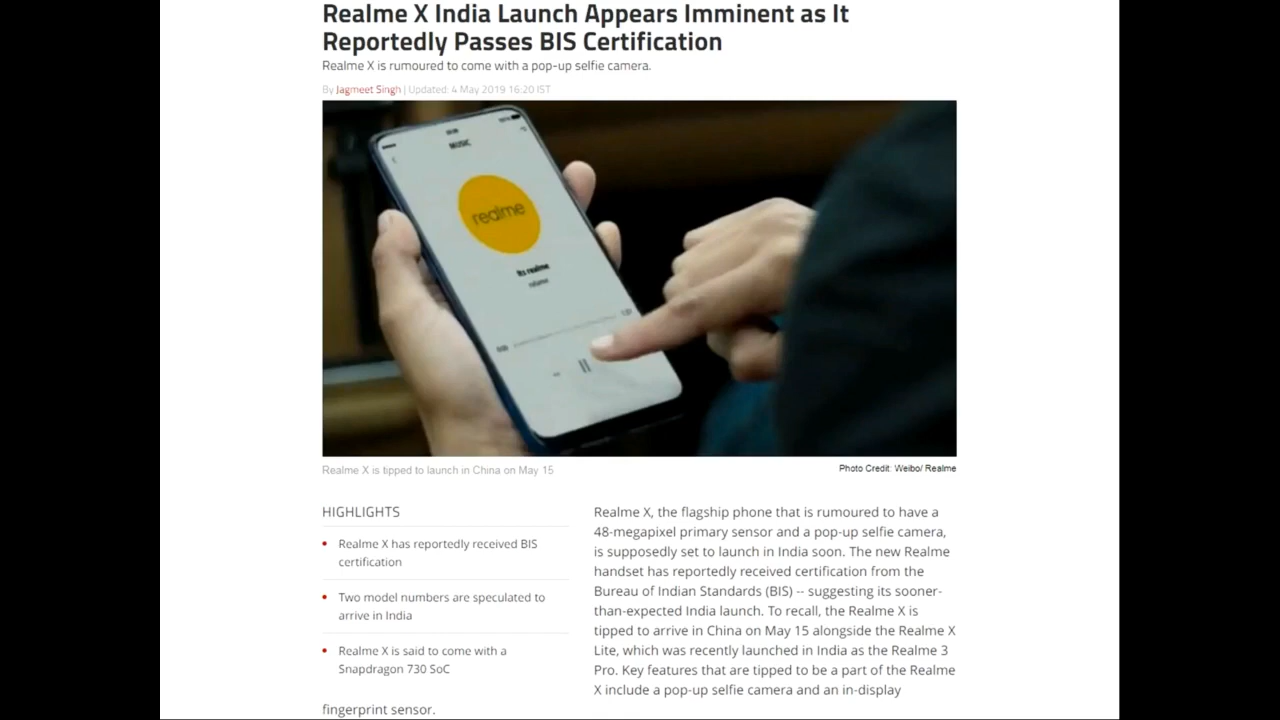 Realme X India Launch Appears Imminent as It
Reportedly Passes BIS Certification
Realme X is rumoured to come with a pop-up selfie camera.
By Jagmeet Singh | Updated: 4 May 2019 16:20 IST
MUSIC
realme
Its realme
Realme X is tipped to launch in China on May 15
Photo Credit: Weibo/ Realme
HIGHLIGHTS
Realme X has reportedly received BIS
certification
Two model numbers are speculated to
arrive in India
Realme X is said to come with a
Snapdragon 730 SoC
Realme X, the flagship phone that is rumoured to have a
48-megapixel primary sensor and a pop-up selfie camera,
is supposedly set to launch in India soon. The new Realme
handset has reportedly received certification from the
Bureau of Indian Standards (BIS) -- suggesting its sooner-
than-expected India launch. To recall, the Realme X is
tipped to arrive in China on May 15 alongside the Realme X
Lite, which was recently launched in India as the Realme 3
Pro. Key features that are tipped to be a part of the Realme
X include a pop-up selfie camera and an in-display
fingerprint sensor.